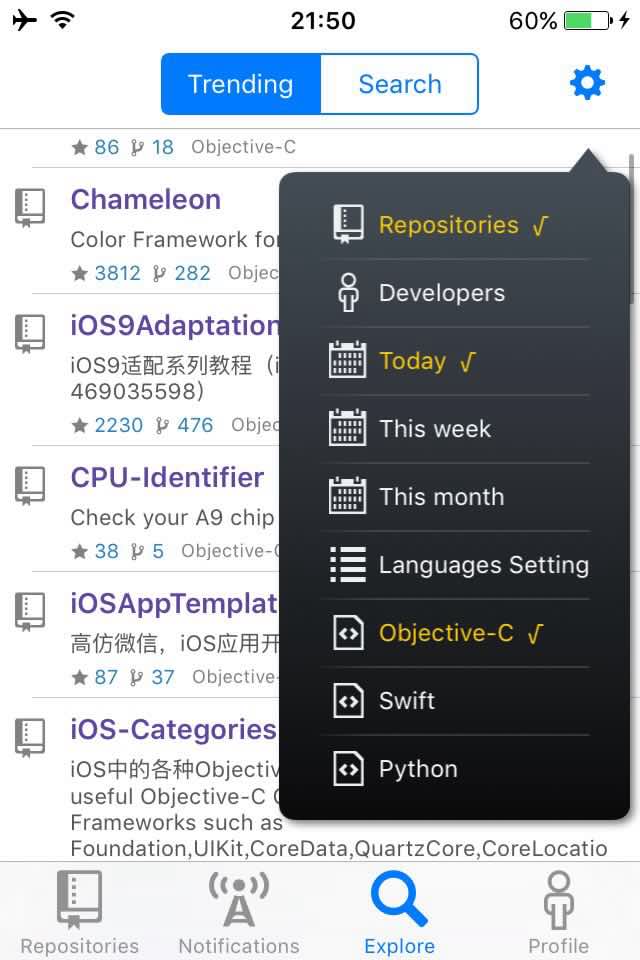 21:50
60%
Trending
Search
86 18 Objective-C
Chameleon
Color Framework for
3812 282 Objec
iOS9Adaptation
iOS9适配系列教程（i
469035598）
2230 476 Objec
CPU-Identifier
Check your A9 chip
38 5 Objective-C
iOSAppTemplat
高仿微信，iOS应用开
87 37 Objective-
iOS-Categories
iOS中的各种Objectiv
useful Objective-C C
Frameworks such as
Foundation,UIKit,CoreData,QuartzCore,CoreLocatio
Repositories √
Developers
Today √
This week
This month
Languages Setting
Objective-C √
Swift
Python
Repositories
Notifications
Explore
Profile